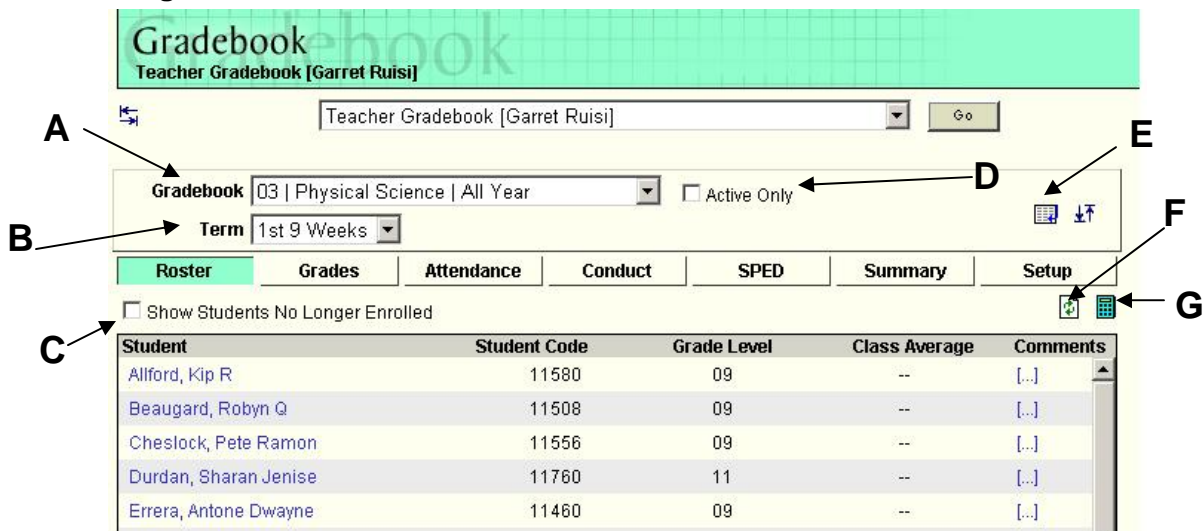 Gradebook
Teacher Gradebook [Garret Ruisi]
Teacher Gradebook [Garret Ruisi] Go
A
E
Gradebook 03 | Physical Science | All Year Active Only D
F
B Term 1st 9 Weeks
Roster Grades Attendance Conduct SPED Summary Setup
Show Students No Longer Enrolled G
C
Student Student Code Grade Level Class Average Comments
Allford, Kip R 11580 09 -- [...]
Beaugard, Robyn Q 11508 09 -- [...]
Cheslock, Pete Ramon 11556 09 -- [...]
Durdan, Sharan Jenise 11760 11 -- [...]
Errera, Antone Dwayne 11460 09 -- [...]